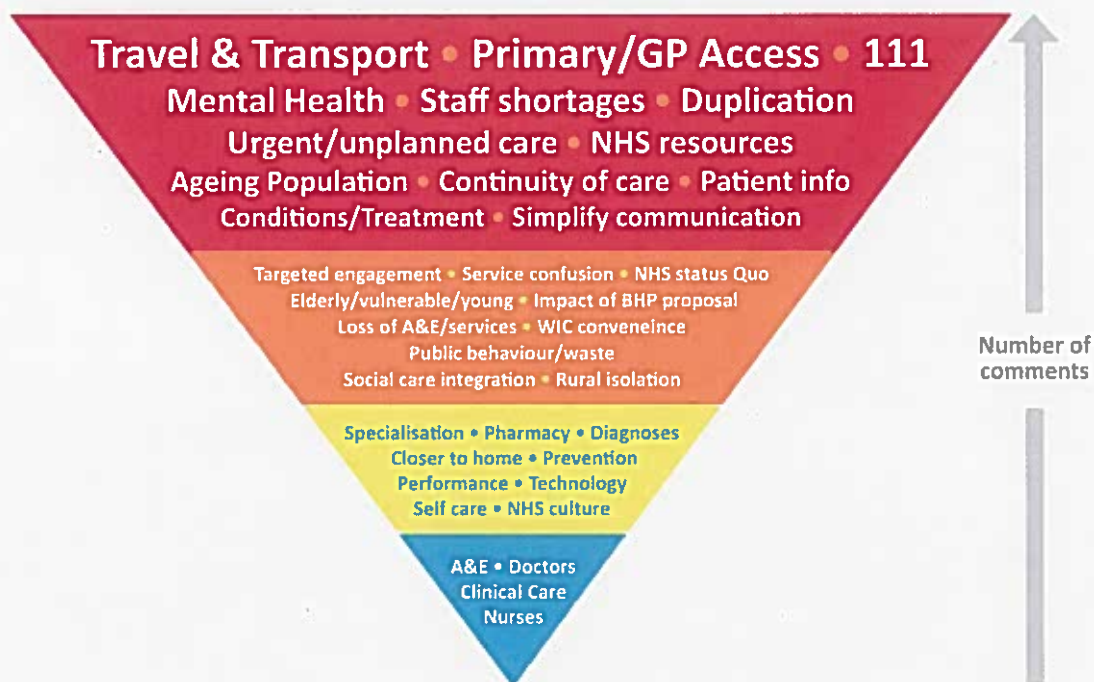 Travel & Transport • Primary/GP Access • 111
Mental Health • Staff shortages • Duplication
Urgent/unplanned care • NHS resources
Ageing Population • Continuity of care • Patient info
Conditions/Treatment • Simplify communication
Targeted engagement • Service confusion • NHS status Quo
Elderly/vulnerable/young • Impact of BHP proposal
Loss of A&E/services • WIC conveneince
Public behaviour/waste
Social care integration • Rural isolation
Number of
comments
Specialisation • Pharmacy • Diagnoses
Closer to home • Prevention
Performance • Technology
Self care • NHS culture
A&E • Doctors
Clinical Care
Nurses